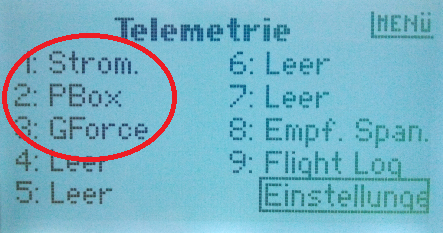 Telemetrie
MENÜ
1: Strom.
2: PBox
3: GForce
4: Leer
5: Leer
6: Leer
7: Leer
8: Empf. Span.
9: Flight Log
Einstellunge